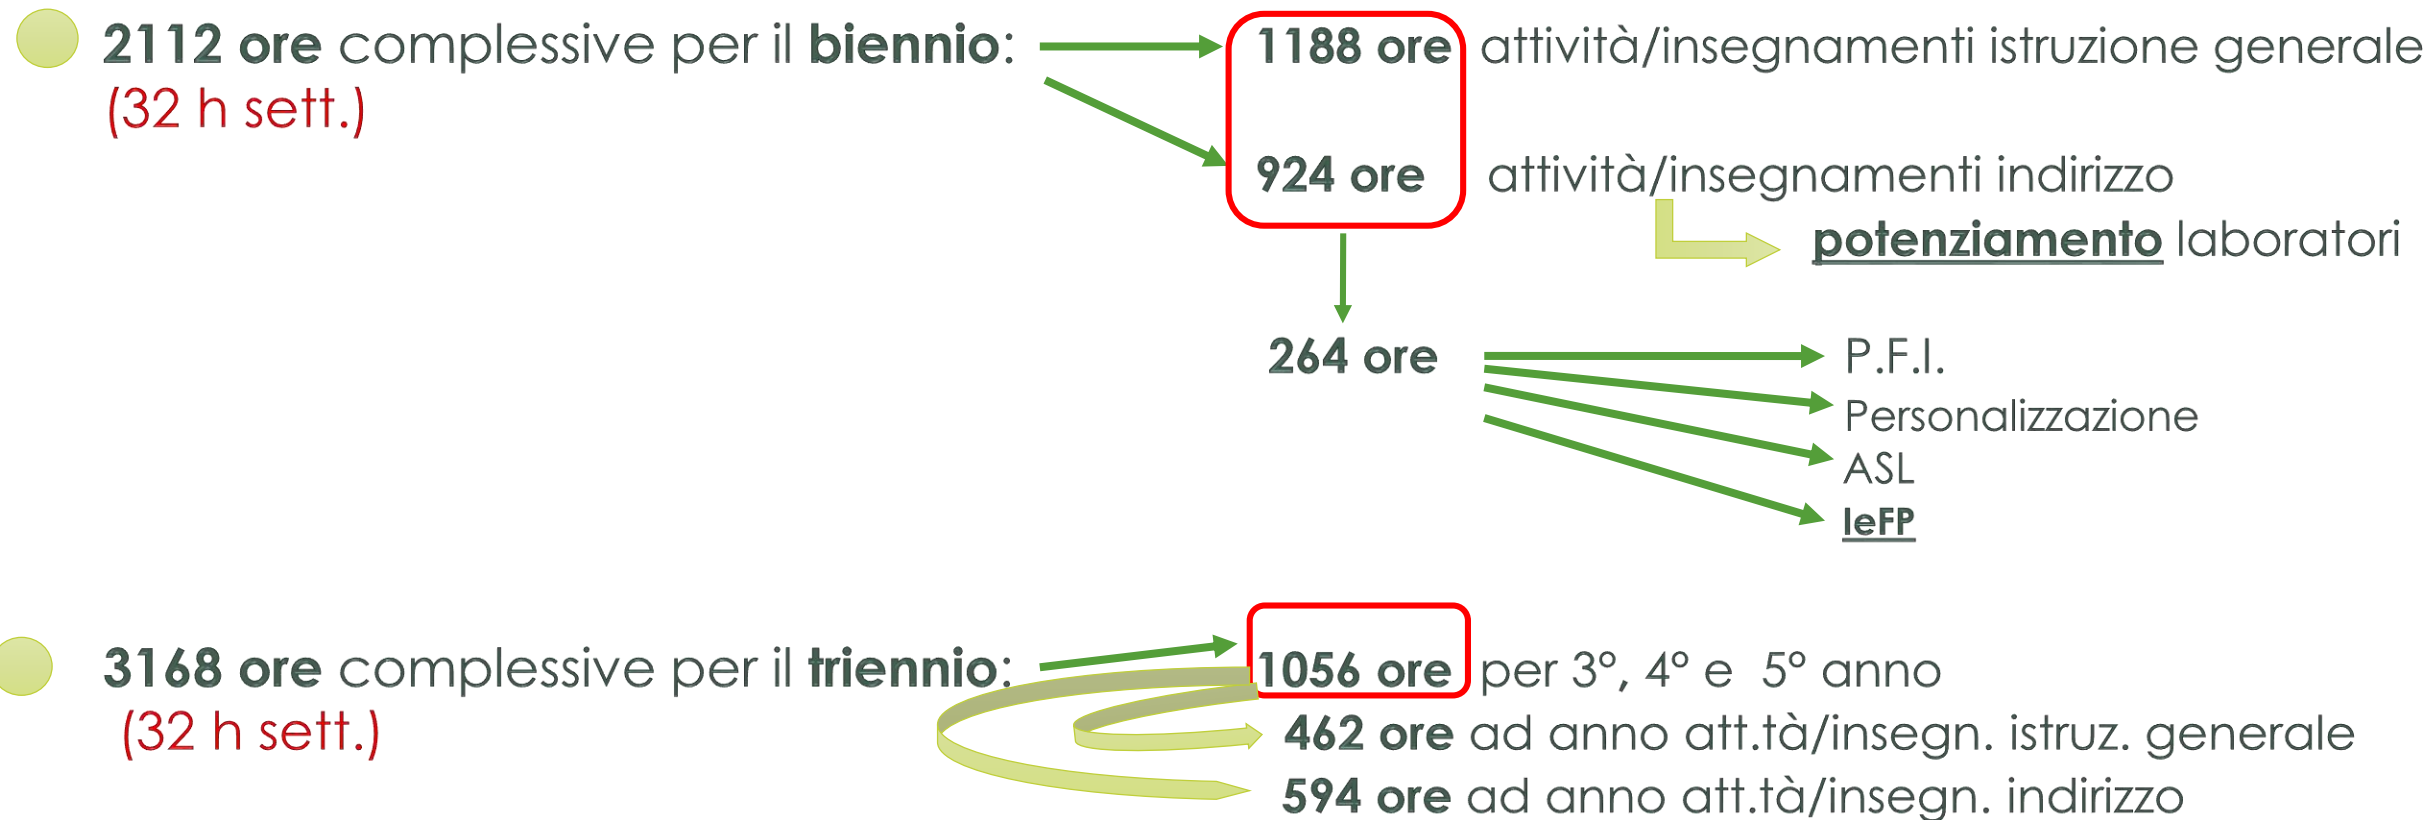 2112 ore complessive per il biennio: 1188 ore attività/insegnamenti istruzione generale
(32 h sett.)
924 ore attività/insegnamenti indirizzo
potenziamento laboratori
264 ore P.F.I.
Personalizzazione
ASL
IeFP
3168 ore complessive per il triennio: 1056 ore per 3°, 4° e 5° anno
(32 h sett.)
462 ore ad anno att.tà/insegn. istruz. generale
594 ore ad anno att.tà/insegn. indirizzo